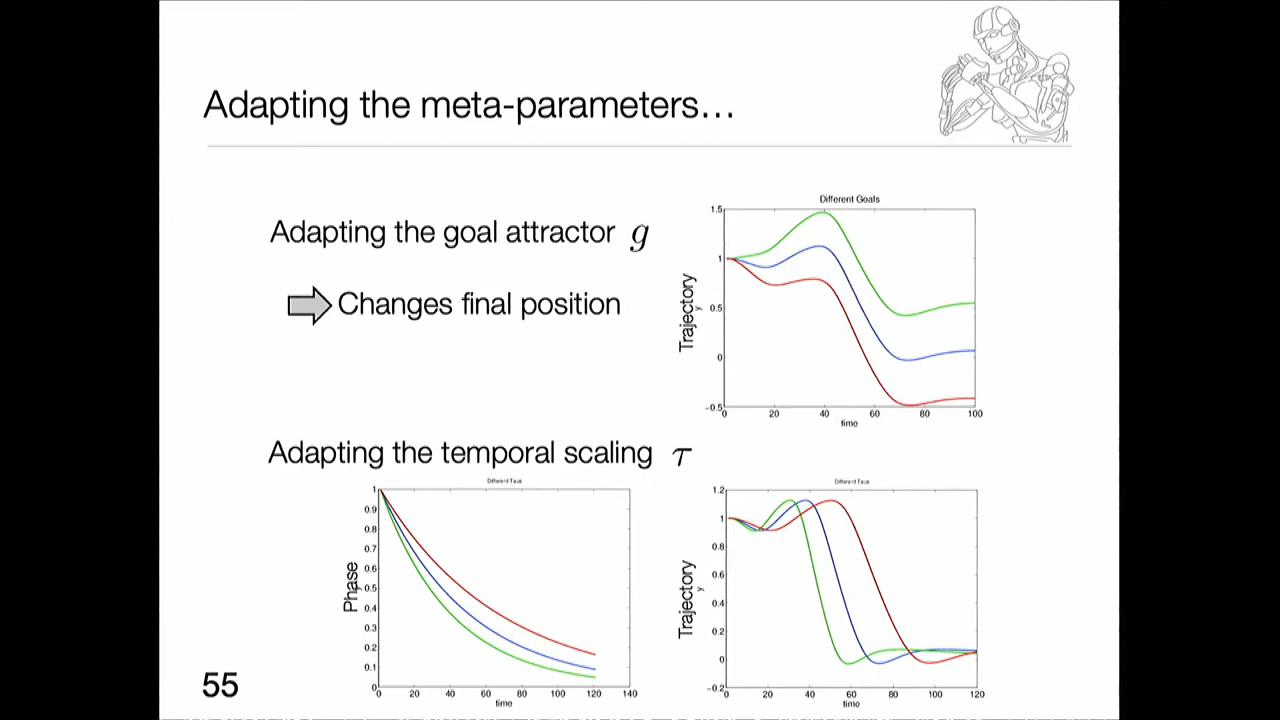 Adapting the meta-parameters...
Adapting the goal attractor g
Changes final position
Different Goals
Trajectory
y
1.5
1
0.5
0
-0.5
0 20 40 60 80 100
time
Adapting the temporal scaling τ
Different Taus
Phase
1
0.9
0.8
0.7
0.6
0.5
0.4
0.3
0.2
0.1
0
0 20 40 60 80 100 120 140
time
Different Taus
Trajectory
y
1.2
1
0.8
0.6
0.4
0.2
0
-0.2
0 20 40 60 80 100 120
time
55